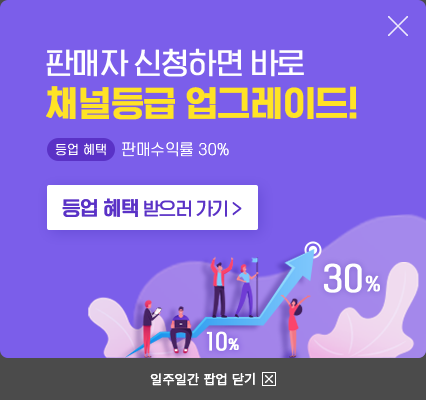 판매자 신청하면 바로
채널등급 업그레이드!
등업 혜택 판매수익률 30%
등업 혜택 받으러 가기 >
30%
10%
일주일간 팝업 닫기